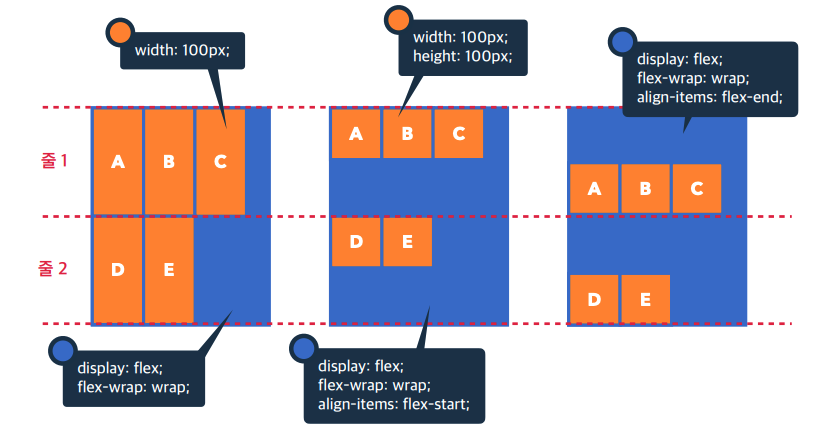 width: 100px;
width: 100px;
height: 100px;
display: flex;
flex-wrap: wrap;
align-items: flex-end;
줄 1
A B C
A B C
A B C
줄 2
D E
D E
D E
display: flex;
flex-wrap: wrap;
display: flex;
flex-wrap: wrap;
align-items: flex-start;